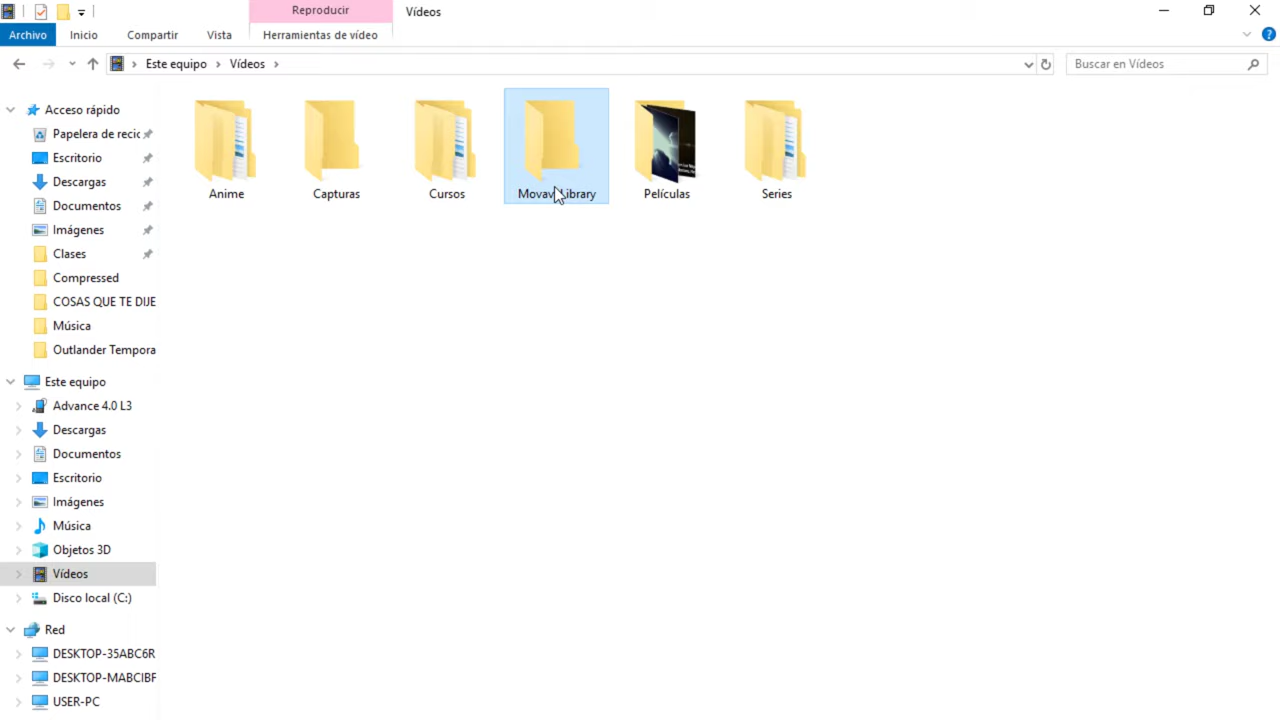 Reproducir
Vídeos
Archivo
Inicio
Compartir
Vista
Herramientas de vídeo
Este equipo
Vídeos
Buscar en Vídeos
Acceso rápido
Papelera de recic
Escritorio
Descargas
Documentos
Imágenes
Clases
Compressed
COSAS QUE TE DIJE
Música
Outlander Tempora
Este equipo
Advance 4.0 L3
Descargas
Documentos
Escritorio
Imágenes
Música
Objetos 3D
Vídeos
Disco local (C:)
Red
DESKTOP-35ABC6R
DESKTOP-MABCIBF
USER-PC
Anime
Capturas
Cursos
Library
Películas
Series